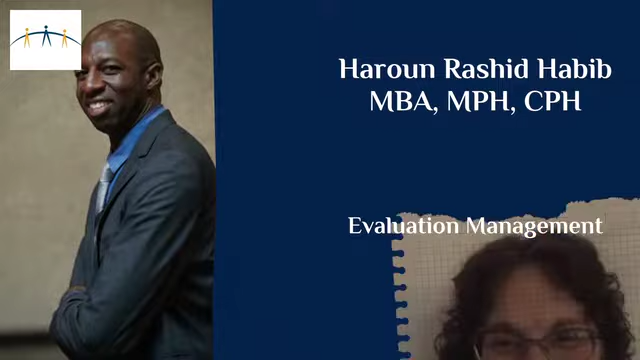 Haroun Rashid Habib
MBA, MPH, CPH
Evaluation Management